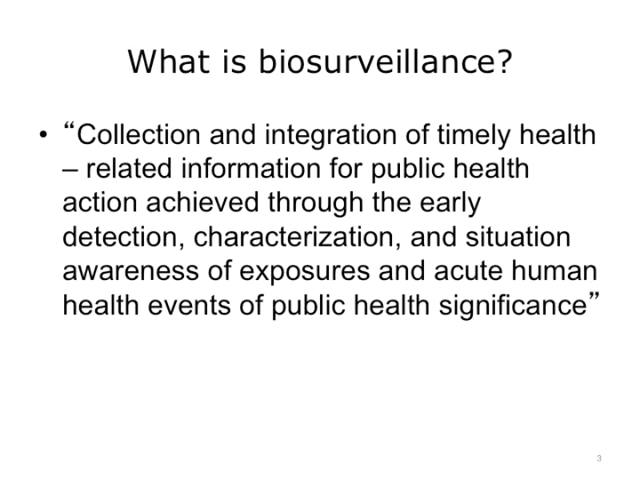 What is biosurveillance?
• “Collection and integration of timely health
– related information for public health
action achieved through the early
detection, characterization, and situation
awareness of exposures and acute human
health events of public health significance”
3